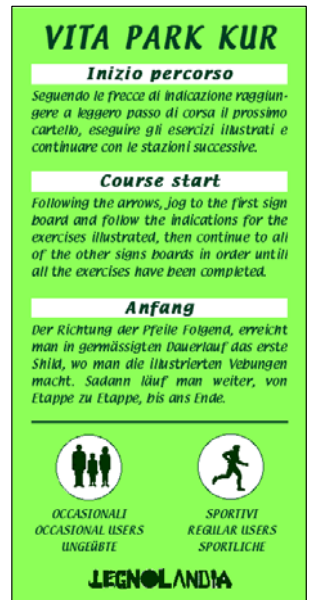 VITA PARK KUR
Inizio percorso
Seguendo le frecce di indicazione raggiun-
gere a leggero passo di corsa il prossimo
cartello, eseguire gli esercizi illustrati e
continuare con le stazioni successive.
Course start
Following the arrows, jog to the first sign
board and follow the indications for the
exercises illustrated, then continue to all
of the other signs boards in order untill
all the exercises have been completed.
Anfang
Der Richtung der Pfeile Folgend, erreicht
man in germässigten Dauerlauf das erste
Shild, wo man die illustrierten Vebungen
macht. Sadann läuf man weiter, von
Etappe zu Etappe, bis ans Ende.
OCCASIONALI
OCCASIONAL USERS
UNGEÜBTE
SPORTIVI
REGULAR USERS
SPORTLICHE
LEGNOLANDIA